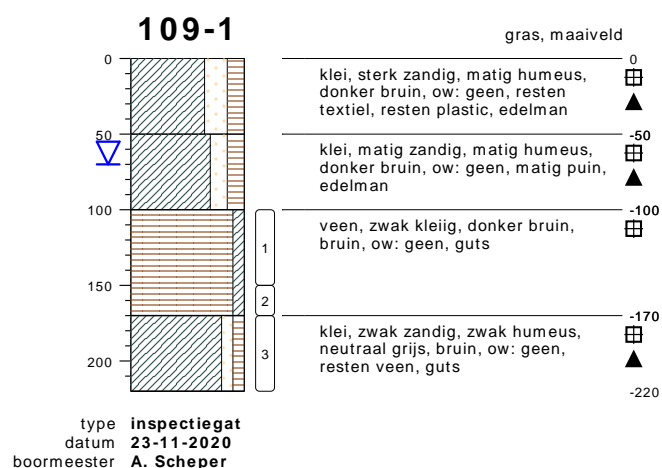 109-1
gras, maaiveld
0
0
klei, sterk zandig, matig humeus,
donker bruin, ow: geen, resten
textiel, resten plastic, edelman
50
-50
klei, matig zandig, matig humeus,
donker bruin, ow: geen, matig puin,
edelman
100
-100
veen, zwak kleiig, donker bruin,
bruin, ow: geen, guts
1
150
2
-170
klei, zwak zandig, zwak humeus,
neutraal grijs, bruin, ow: geen,
resten veen, guts
3
200
-220
type inspectiegat
datum 23-11-2020
boormeester A. Scheper